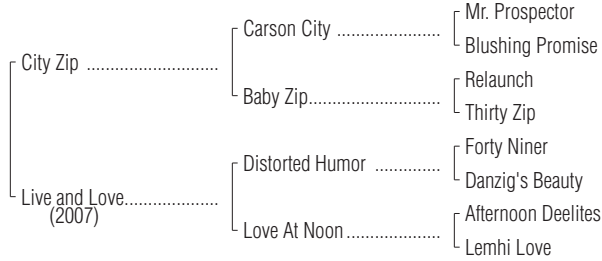 Mr. Prospector
Carson City ..................
Blushing Promise
City Zip .......................
Relaunch
Baby Zip.......................
Thirty Zip
Forty Niner
Distorted Humor ............
Danzig's Beauty
Live and Love................
(2007)
Afternoon Deelites
Love At Noon................
Lemhi Love